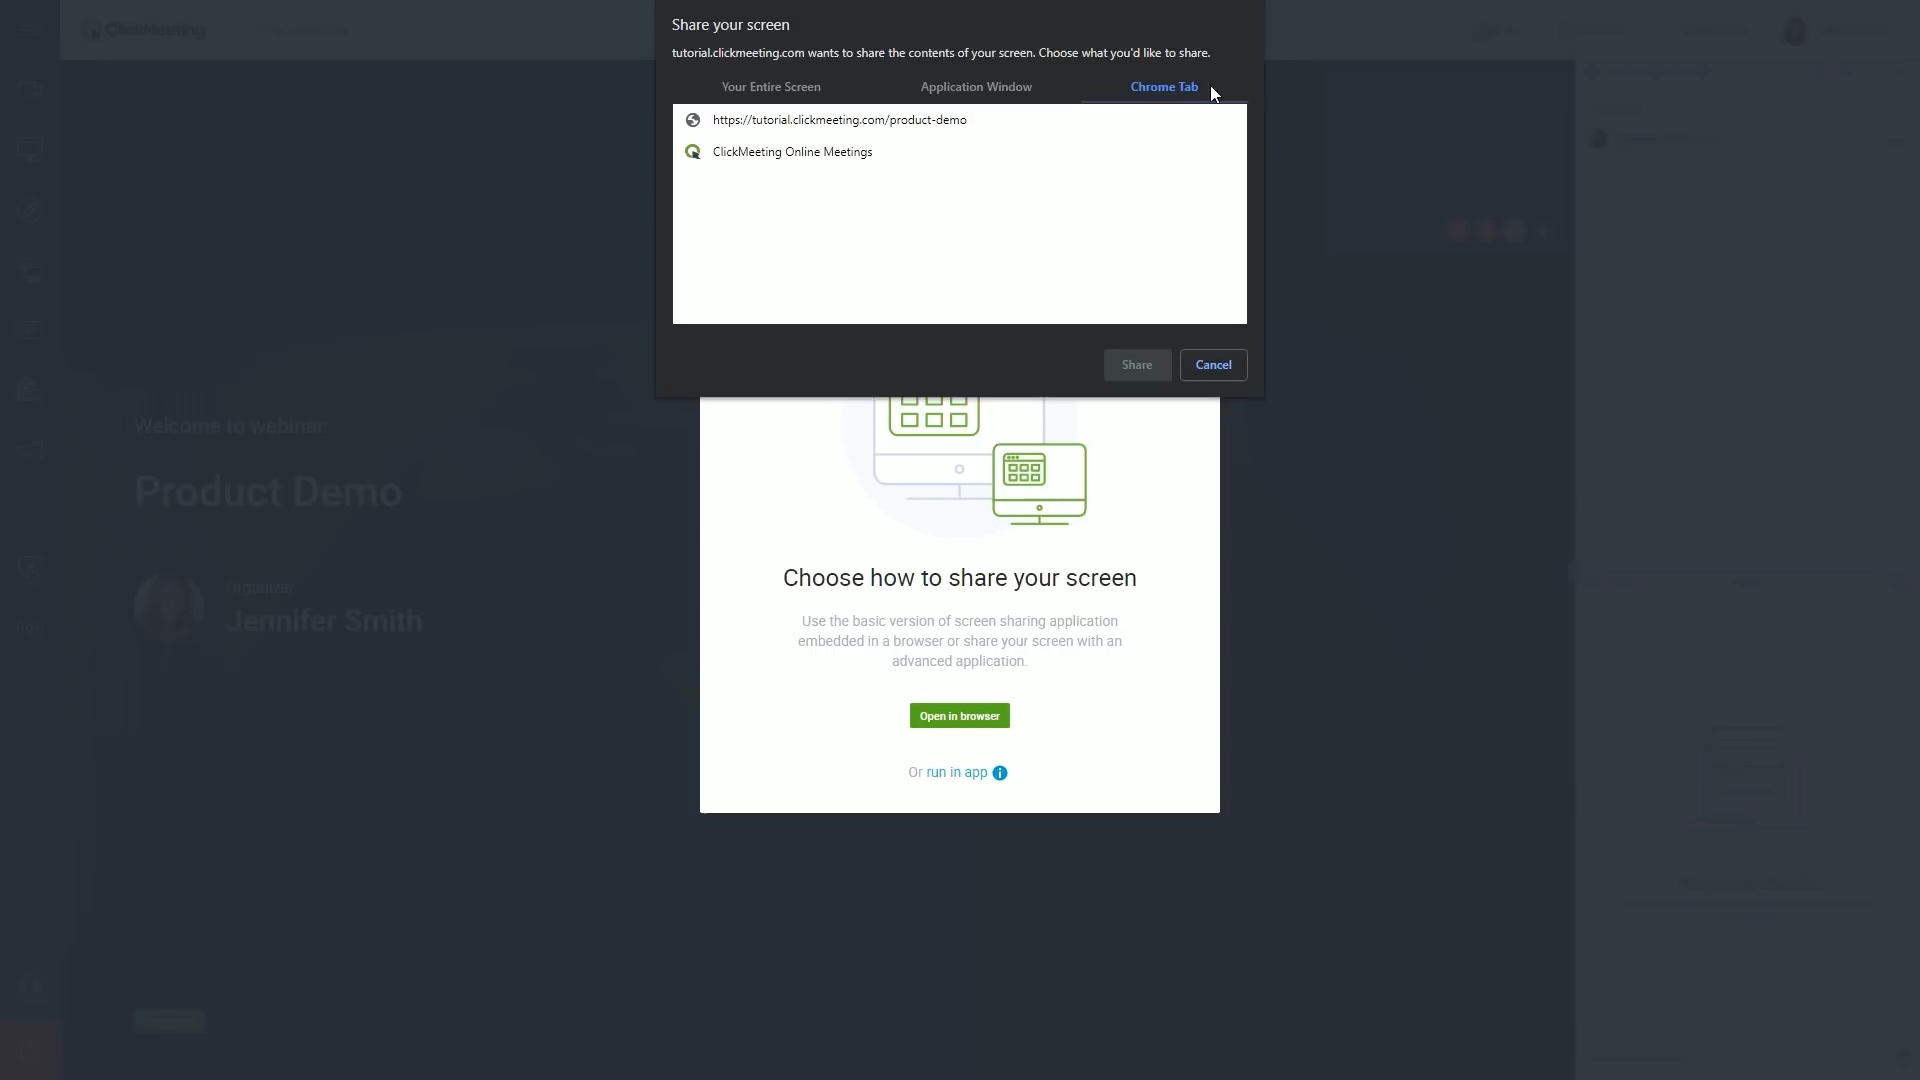 Share your screen
tutorial.clickmeeting.com wants to share the contents of your screen. Choose what you'd like to share.
Your Entire Screen
Application Window
Chrome Tab
https://tutorial.clickmeeting.com/product-demo
ClickMeeting Online Meetings
Share
Cancel
ClickMeeting
Welcome to webinar
Product Demo
Organizer
Jennifer Smith
Choose how to share your screen
Use the basic version of screen sharing application
embedded in a browser or share your screen with an
advanced application.
Open in browser
Or run in app